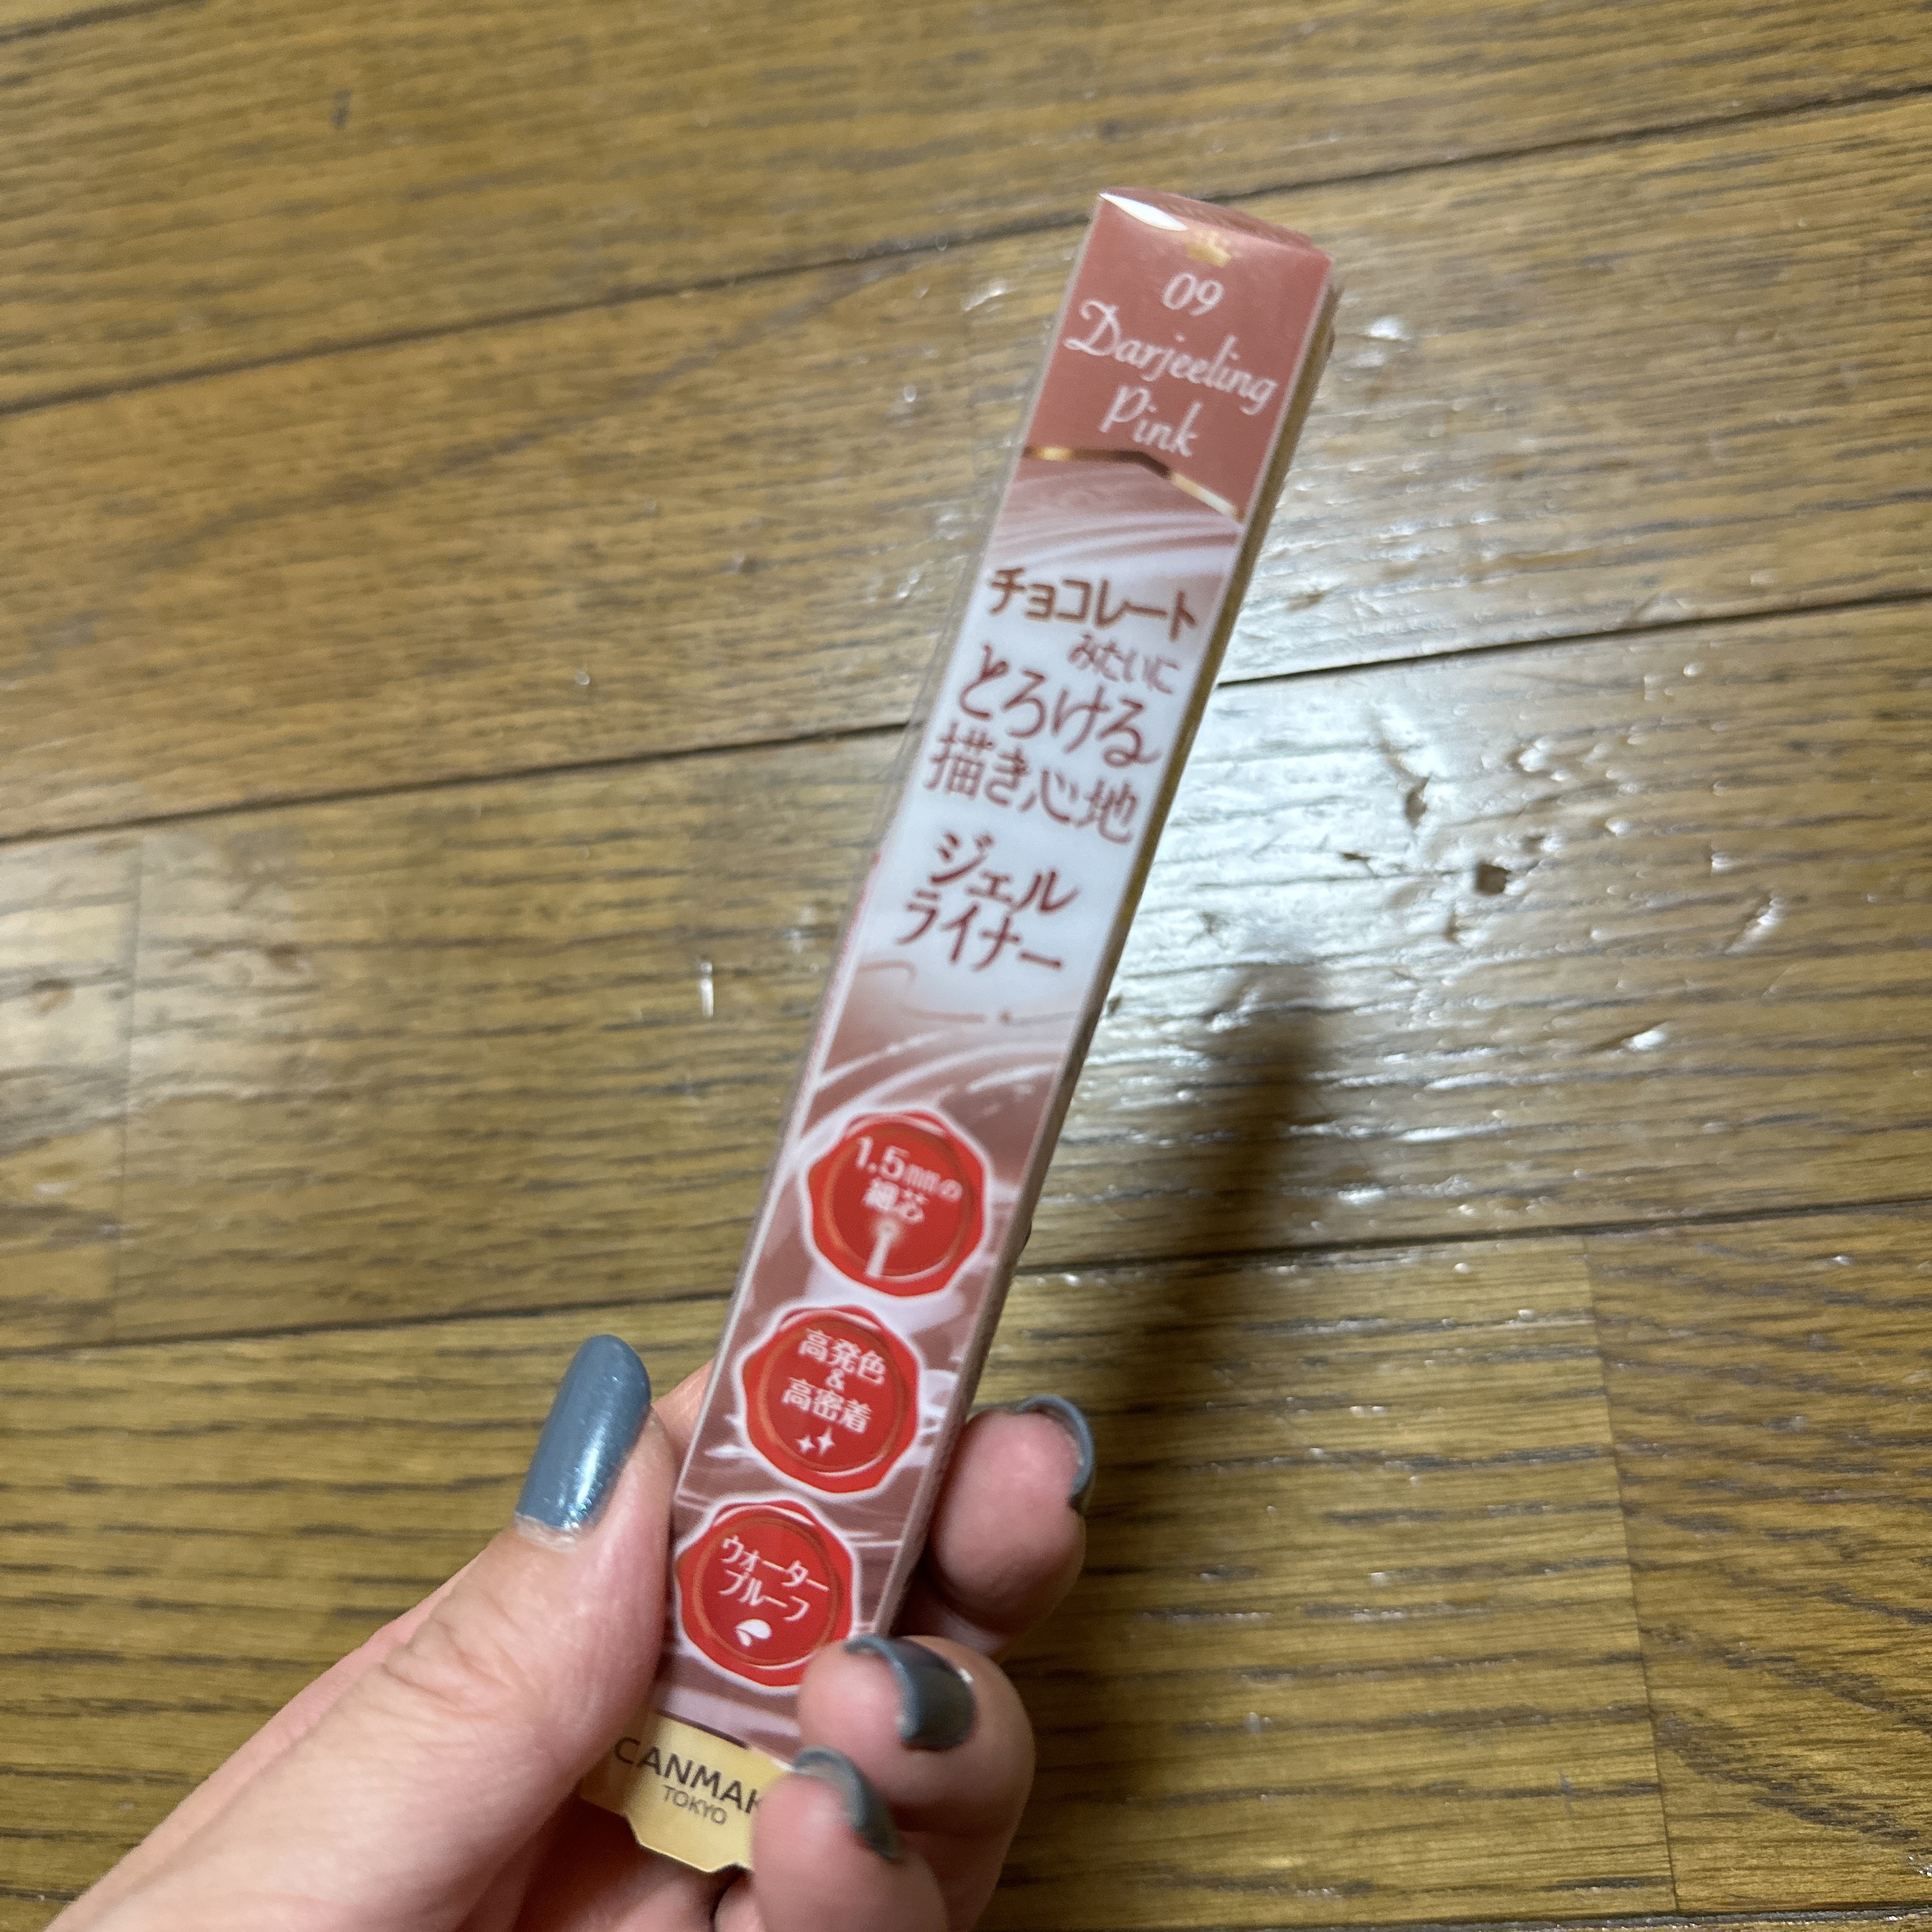 09
Darjeeling
Pink
チョコレート
みたいに
とろける
描き心地
ジェル
ライナー
1.5mmの
細芯
高発色
&
高密着
ウォーター
プルーフ
CANMAK
TOKYO